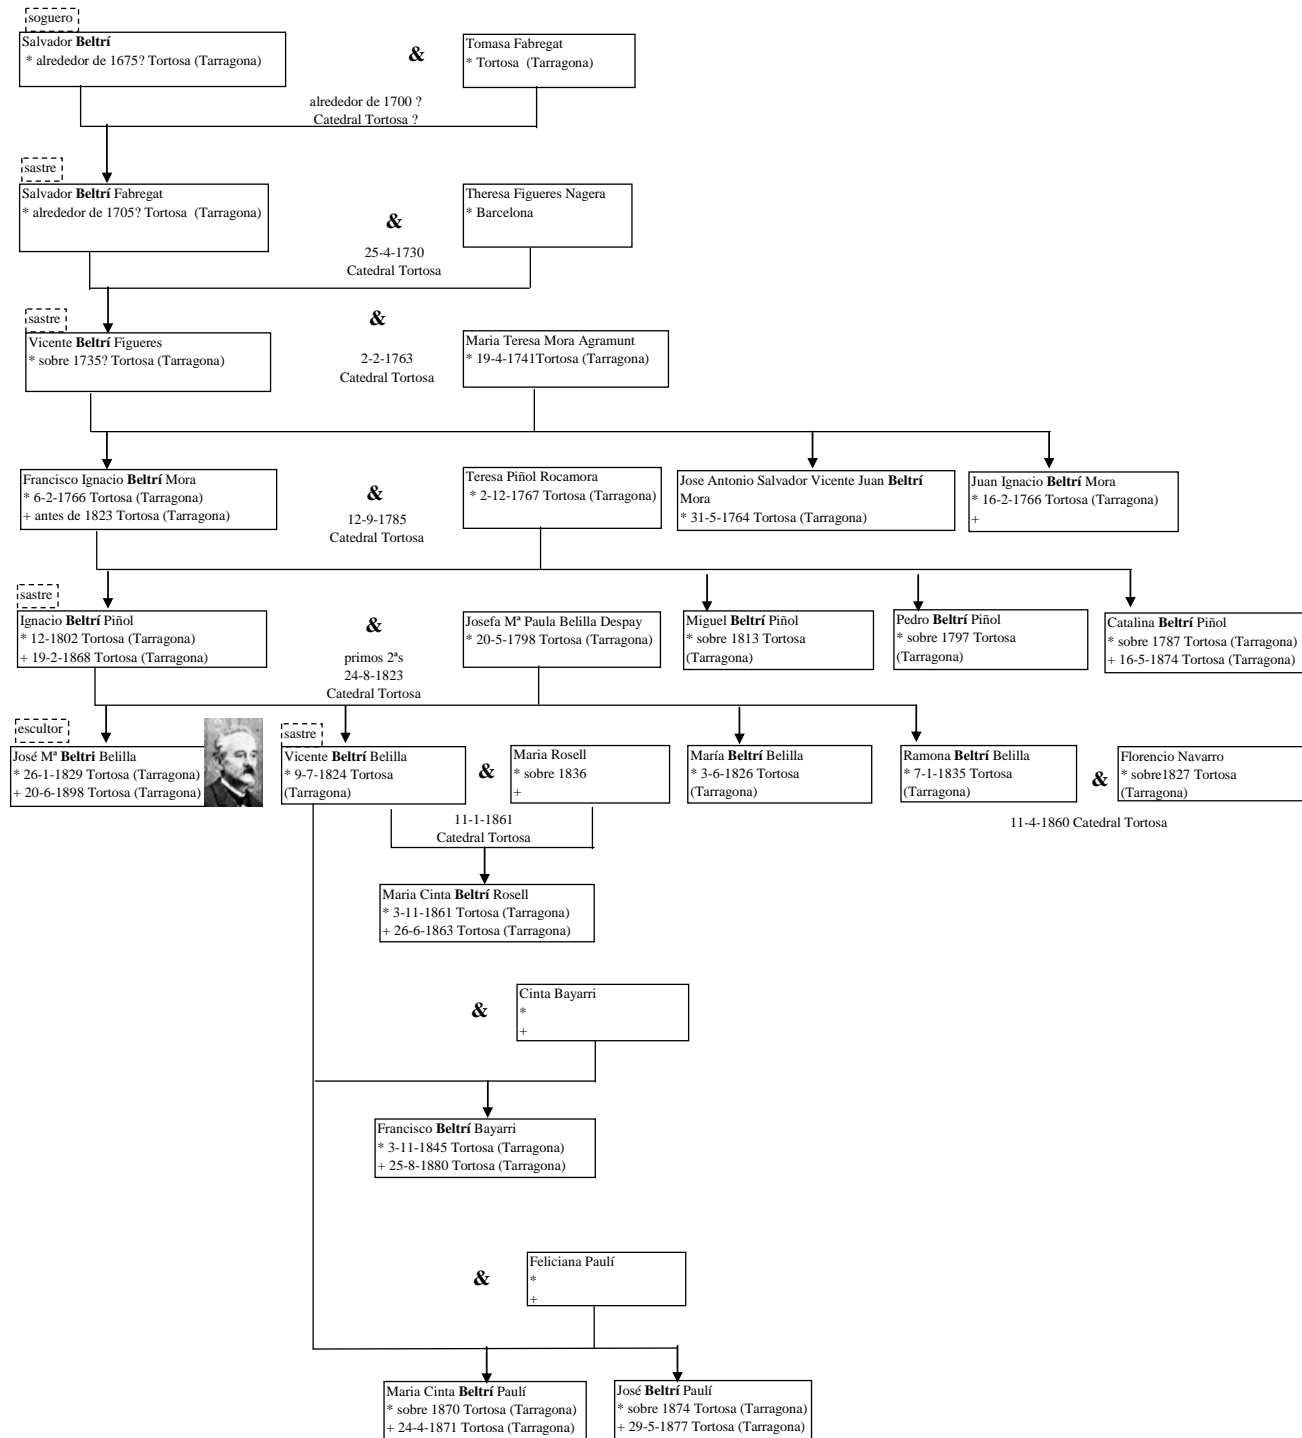 soguero
Salvador Beltrí
* alrededor de 1675? Tortosa (Tarragona)
&
Tomasa Fabregat
* Tortosa (Tarragona)
alrededor de 1700 ?
Catedral Tortosa ?
sastre
Salvador Beltrí Fabregat
* alrededor de 1705? Tortosa (Tarragona)
&
Theresa Figueres Nagera
* Barcelona
25-4-1730
Catedral Tortosa
sastre
Vicente Beltrí Figueres
* sobre 1735? Tortosa (Tarragona)
&
2-2-1763
Catedral Tortosa
Maria Teresa Mora Agramunt
* 19-4-1741Tortosa (Tarragona)
Francisco Ignacio Beltrí Mora
* 6-2-1766 Tortosa (Tarragona)
+ antes de 1823 Tortosa (Tarragona)
&
12-9-1785
Catedral Tortosa
Teresa Piñol Rocamora
* 2-12-1767 Tortosa (Tarragona)
Jose Antonio Salvador Vicente Juan Beltrí
Mora
* 31-5-1764 Tortosa (Tarragona)
Juan Ignacio Beltrí Mora
* 16-2-1766 Tortosa (Tarragona)
+
sastre
Ignacio Beltrí Piñol
* 12-1802 Tortosa (Tarragona)
+ 19-2-1868 Tortosa (Tarragona)
&
primos 2ªs
24-8-1823
Catedral Tortosa
Josefa Mª Paula Belilla Despay
* 20-5-1798 Tortosa (Tarragona)
Miguel Beltrí Piñol
* sobre 1813 Tortosa
(Tarragona)
Pedro Beltrí Piñol
* sobre 1797 Tortosa
(Tarragona)
Catalina Beltrí Piñol
* sobre 1787 Tortosa (Tarragona)
+ 16-5-1874 Tortosa (Tarragona)
escultor
José Mª Beltri Belilla
* 26-1-1829 Tortosa (Tarragona)
+ 20-6-1898 Tortosa (Tarragona)
sastre
Vicente Beltrí Belilla
* 9-7-1824 Tortosa
(Tarragona)
&
Maria Rosell
* sobre 1836
+
11-1-1861
Catedral Tortosa
María Beltrí Belilla
* 3-6-1826 Tortosa
(Tarragona)
Ramona Beltrí Belilla
* 7-1-1835 Tortosa
(Tarragona)
&
Florencio Navarro
* sobre1827 Tortosa
(Tarragona)
11-4-1860 Catedral Tortosa
Maria Cinta Beltrí Rosell
* 3-11-1861 Tortosa (Tarragona)
+ 26-6-1863 Tortosa (Tarragona)
&
Cinta Bayarri
*
+
Francisco Beltrí Bayarri
* 3-11-1845 Tortosa (Tarragona)
+ 25-8-1880 Tortosa (Tarragona)
&
Feliciana Paulí
*
+
Maria Cinta Beltrí Paulí
* sobre 1870 Tortosa (Tarragona)
+ 24-4-1871 Tortosa (Tarragona)
José Beltrí Paulí
* sobre 1874 Tortosa (Tarragona)
+ 29-5-1877 Tortosa (Tarragona)